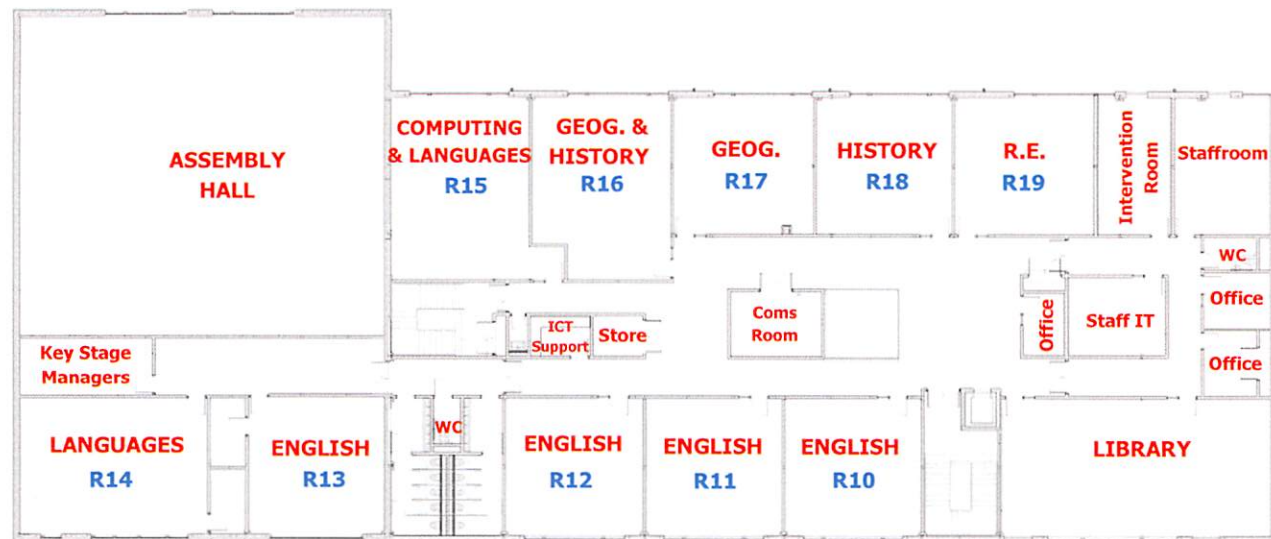 ASSEMBLY
HALL
COMPUTING
& LANGUAGES
R15
GEOG. &
HISTORY
R16
GEOG.
R17
HISTORY
R18
R.E.
R19
Intervention
Room
Staffroom
WC
Office
Office
Staff IT
Office
Coms
Room
Store
ICT
Support
Key Stage
Managers
LANGUAGES
R14
ENGLISH
R13
WC
ENGLISH
R12
ENGLISH
R11
ENGLISH
R10
LIBRARY